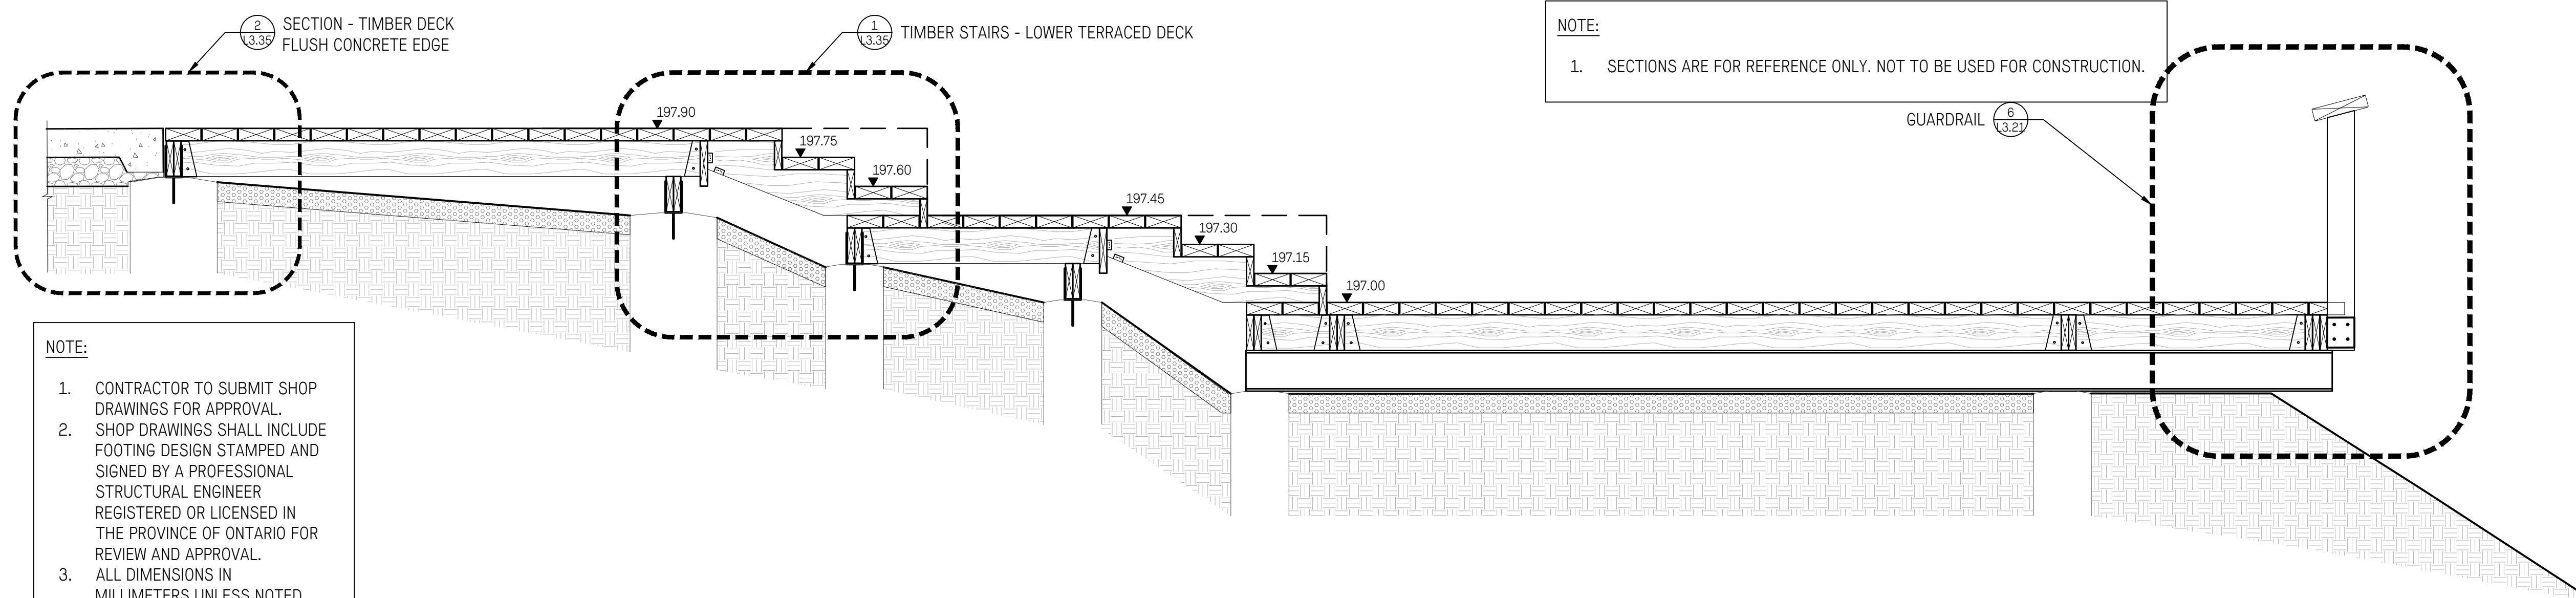 2
L3.35
SECTION - TIMBER DECK
FLUSH CONCRETE EDGE
1
L3.35
TIMBER STAIRS - LOWER TERRACED DECK
NOTE:
1. SECTIONS ARE FOR REFERENCE ONLY. NOT TO BE USED FOR CONSTRUCTION.
GUARDRAIL
6
L3.21
197.90
197.75
197.60
197.45
197.30
197.15
197.00
NOTE:
1. CONTRACTOR TO SUBMIT SHOP
DRAWINGS FOR APPROVAL.
2. SHOP DRAWINGS SHALL INCLUDE
FOOTING DESIGN STAMPED AND
SIGNED BY A PROFESSIONAL
STRUCTURAL ENGINEER
REGISTERED OR LICENSED IN
THE PROVINCE OF ONTARIO FOR
REVIEW AND APPROVAL.
3. ALL DIMENSIONS IN
MILLIMETERS UNLESS NOTED